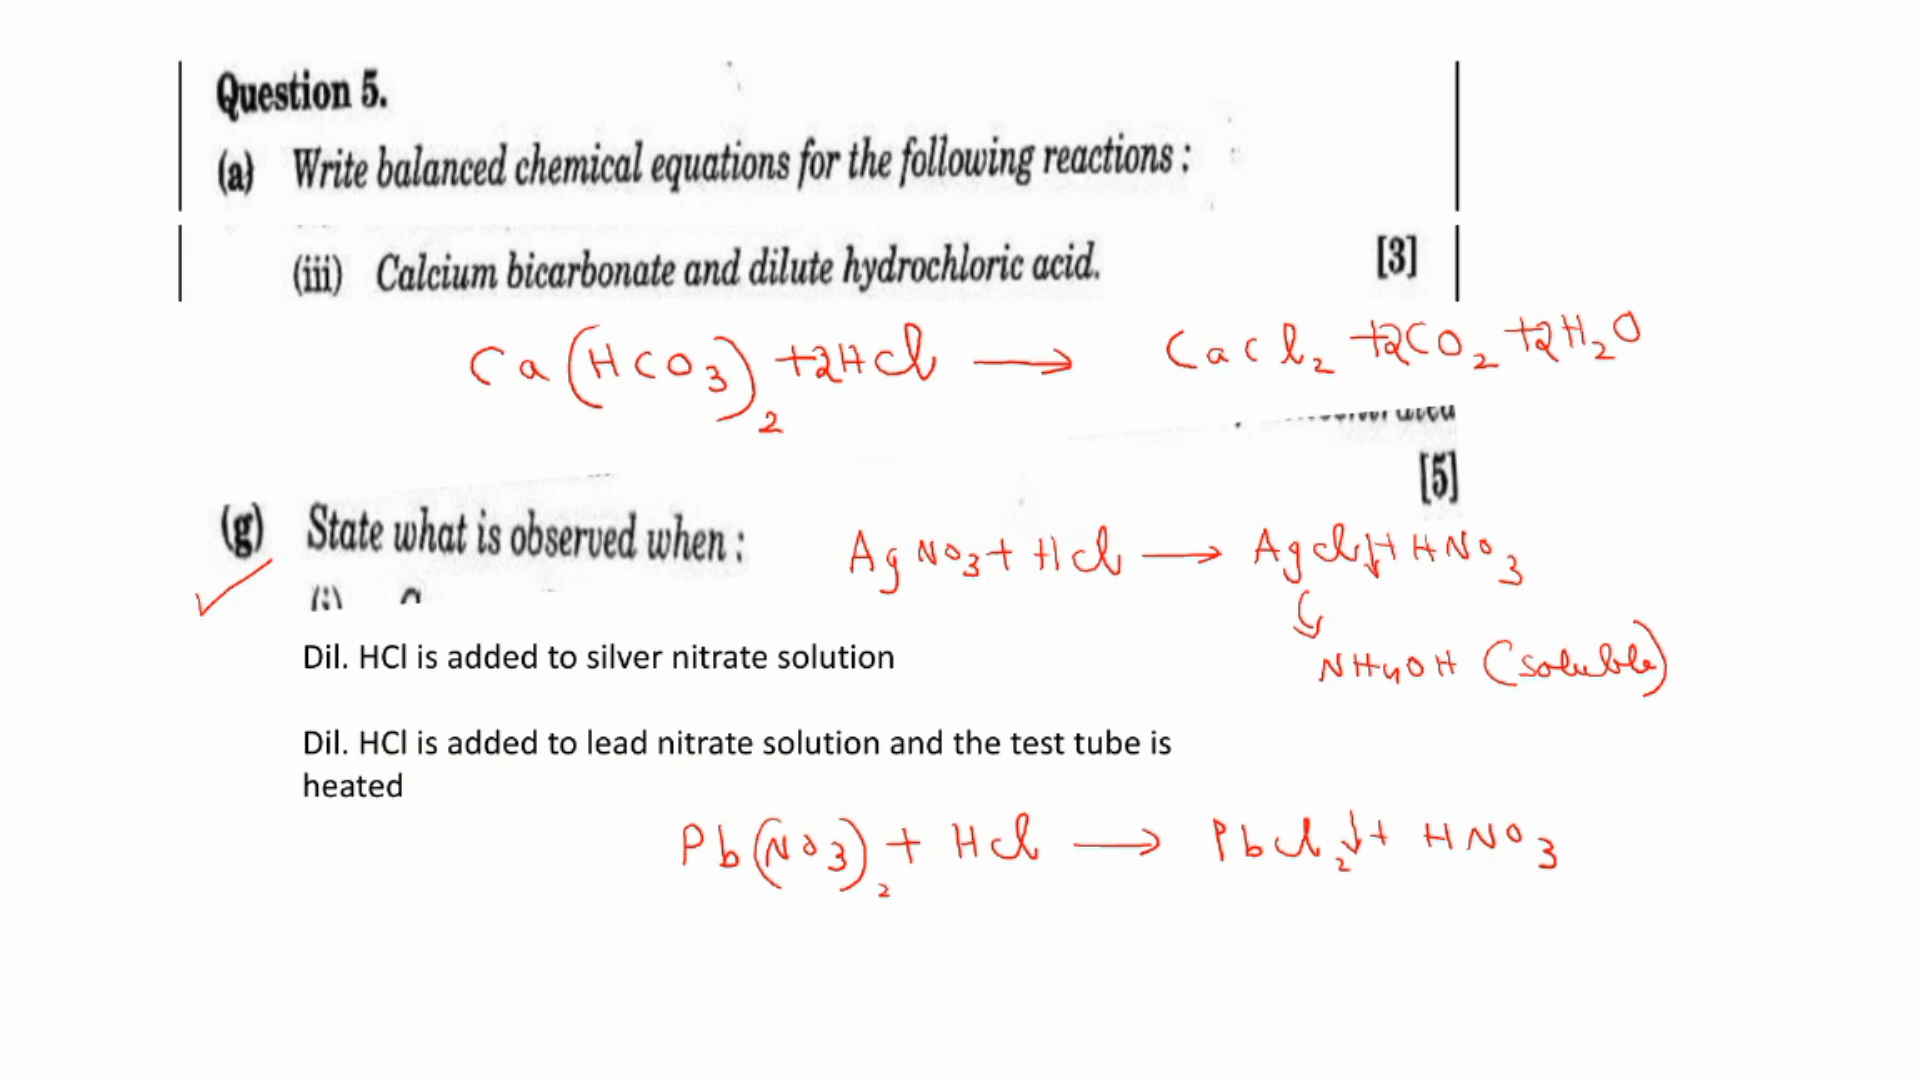 Question 5.
(a) Write balanced chemical equations for the following reactions :
(iii) Calcium bicarbonate and dilute hydrochloric acid. [3]
Ca(HCO3)2 +2HCl → CaCl2 +2CO2 +2H2O
[5]
(g) State what is observed when :
AgNO3 + HCl → AgCl↓ + HNO3
(i)
Dil. HCl is added to silver nitrate solution
NH4OH (soluble)
Dil. HCl is added to lead nitrate solution and the test tube is
heated
Pb(NO3)2 + HCl → PbCl2↓ + HNO3